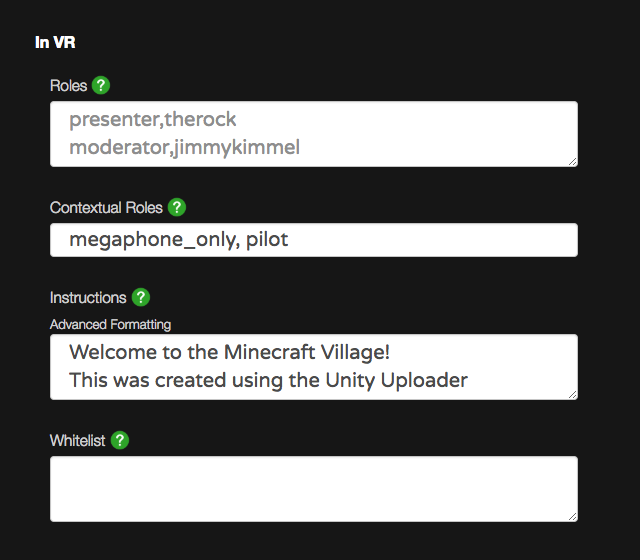 In VR
Roles ?
presenter,therock
moderator,jimmykimmel
Contextual Roles ?
megaphone_only, pilot
Instructions ?
Advanced Formatting
Welcome to the Minecraft Village!
This was created using the Unity Uploader
Whitelist ?